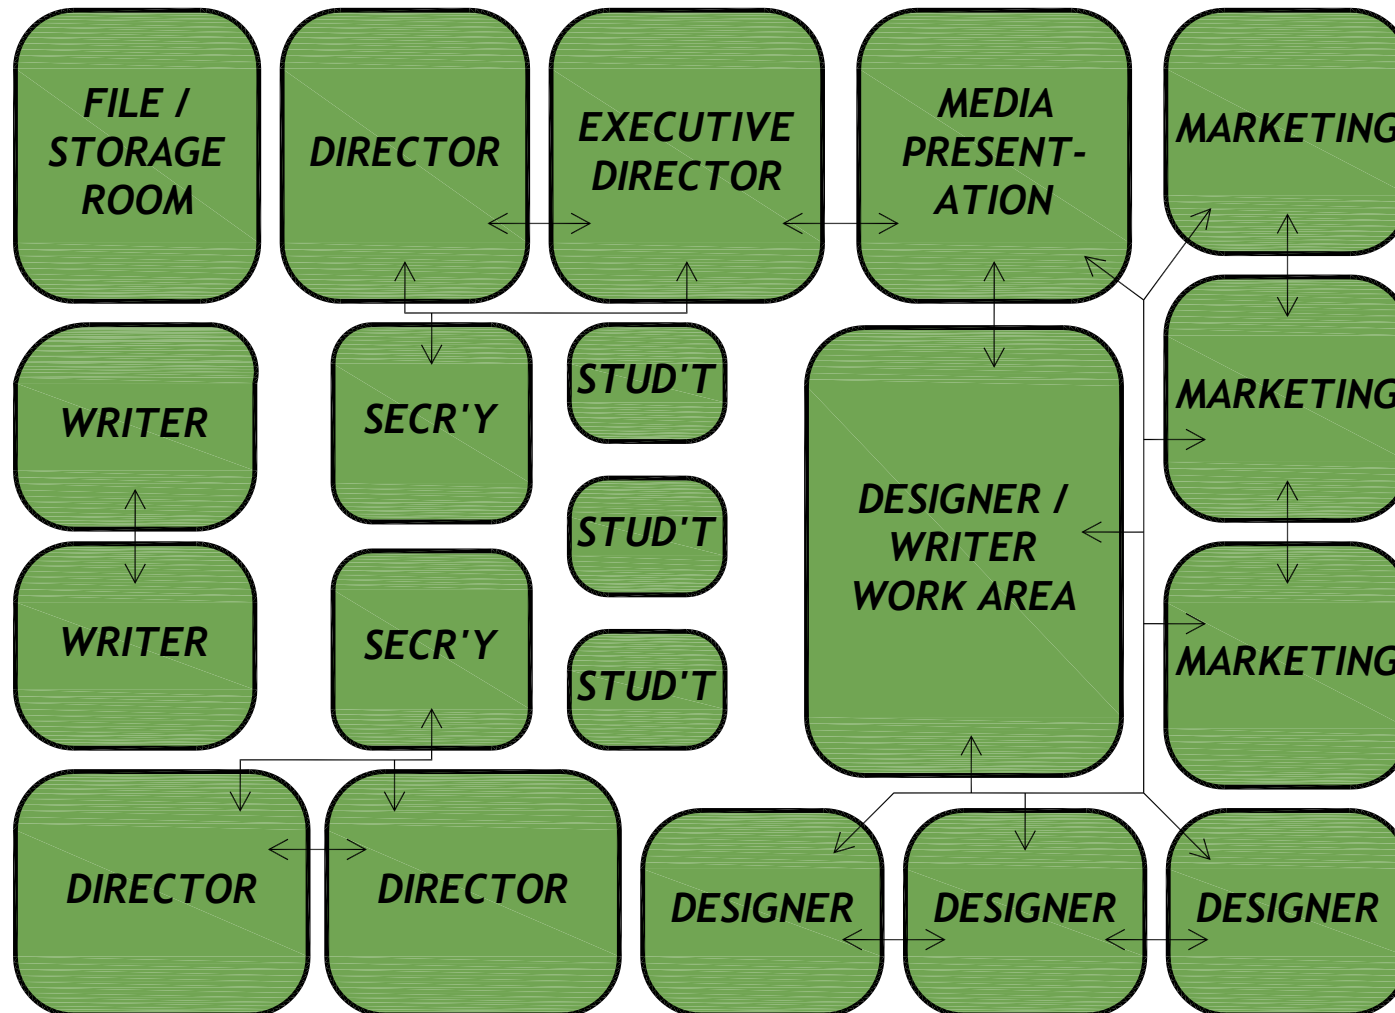 FILE /
STORAGE
ROOM
DIRECTOR
EXECUTIVE
DIRECTOR
MEDIA
PRESENT-
ATION
MARKETING
WRITER
SECR'Y
STUD'T
MARKETING
DESIGNER /
WRITER
WORK AREA
STUD'T
WRITER
SECR'Y
STUD'T
MARKETING
DIRECTOR
DIRECTOR
DESIGNER
DESIGNER
DESIGNER